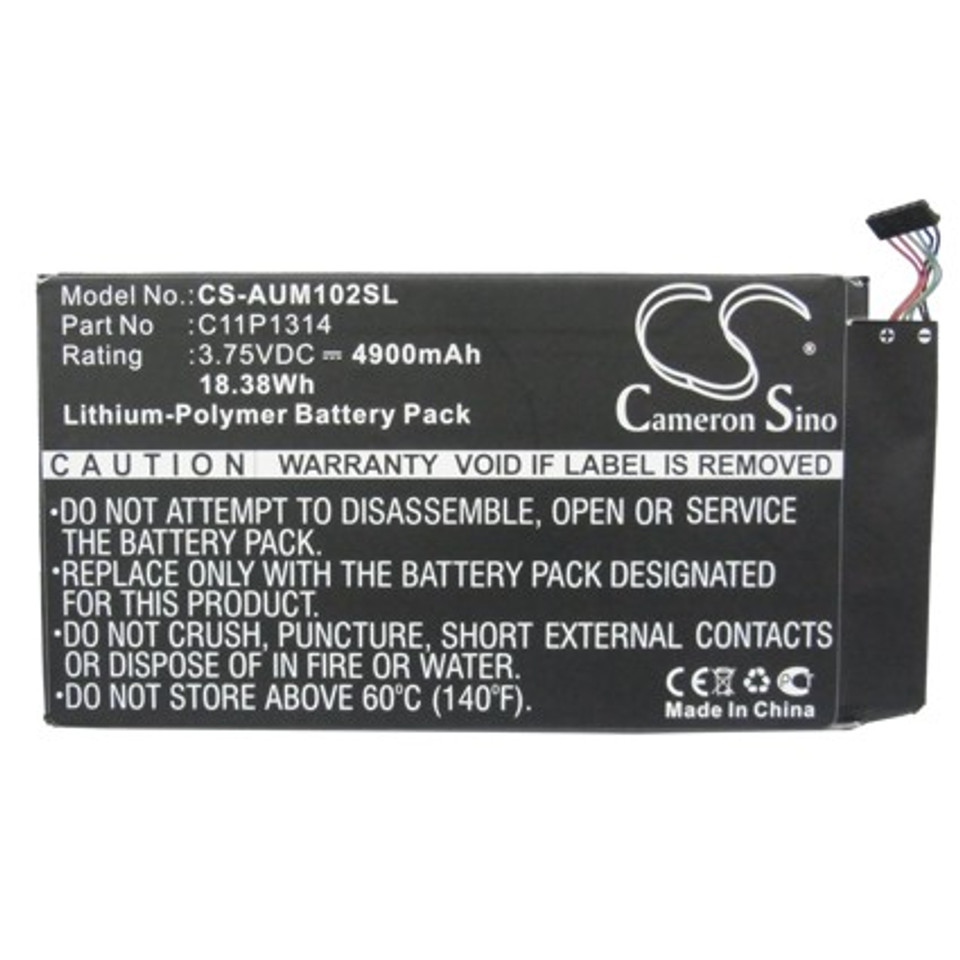 Model No.: CS-AUM102SL
Part No : C11P1314
Rating : 3.75VDC ⎓ 4900mAh
18.38Wh
Lithium-Polymer Battery Pack
CS ®
Cameron Sino
+ -
CAUTION WARRANTY VOID IF LABEL IS REMOVED
•DO NOT ATTEMPT TO DISASSEMBLE, OPEN OR SERVICE
THE BATTERY PACK.
•REPLACE ONLY WITH THE BATTERY PACK DESIGNATED
FOR THIS PRODUCT.
•DO NOT CRUSH, PUNCTURE, SHORT EXTERNAL CONTACTS
OR DISPOSE OF IN FIRE OR WATER.
•DO NOT STORE ABOVE 60°C (140°F).
CE
Made In China